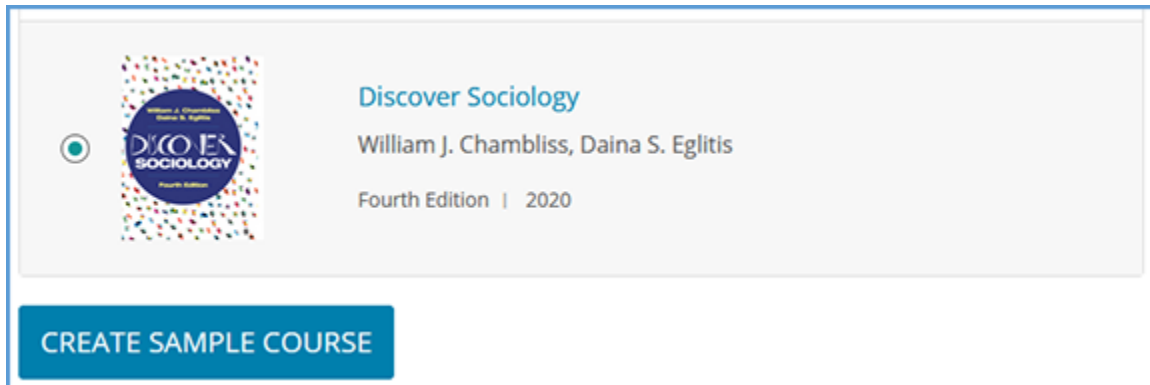 William J. Chambliss
Daina S. Eglitis
DISCOVER
SOCIOLOGY
Fourth Edition
Discover Sociology
William J. Chambliss, Daina S. Eglitis
Fourth Edition | 2020
CREATE SAMPLE COURSE